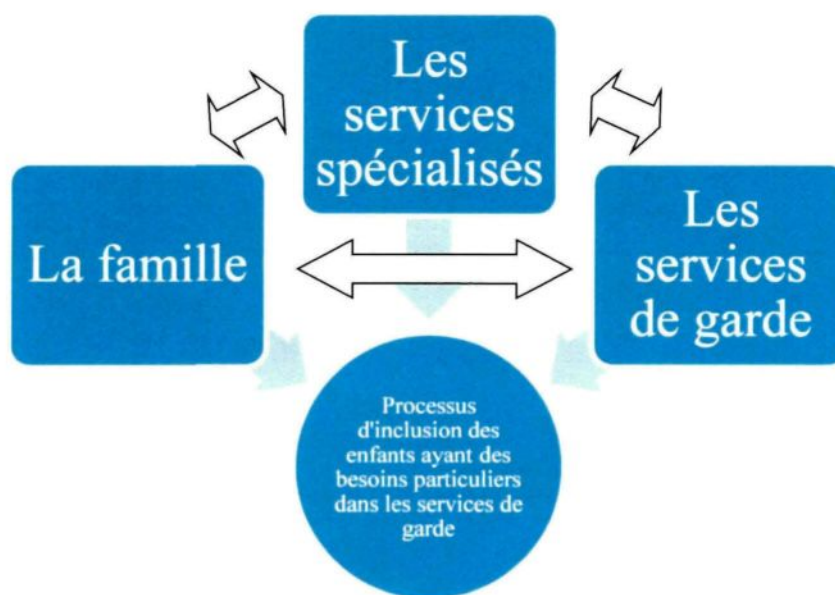 Les
services
spécialisés
La famille
Les
services
de garde
Processus
d'inclusion des
enfants ayant des
besoins particuliers
dans les services de
garde